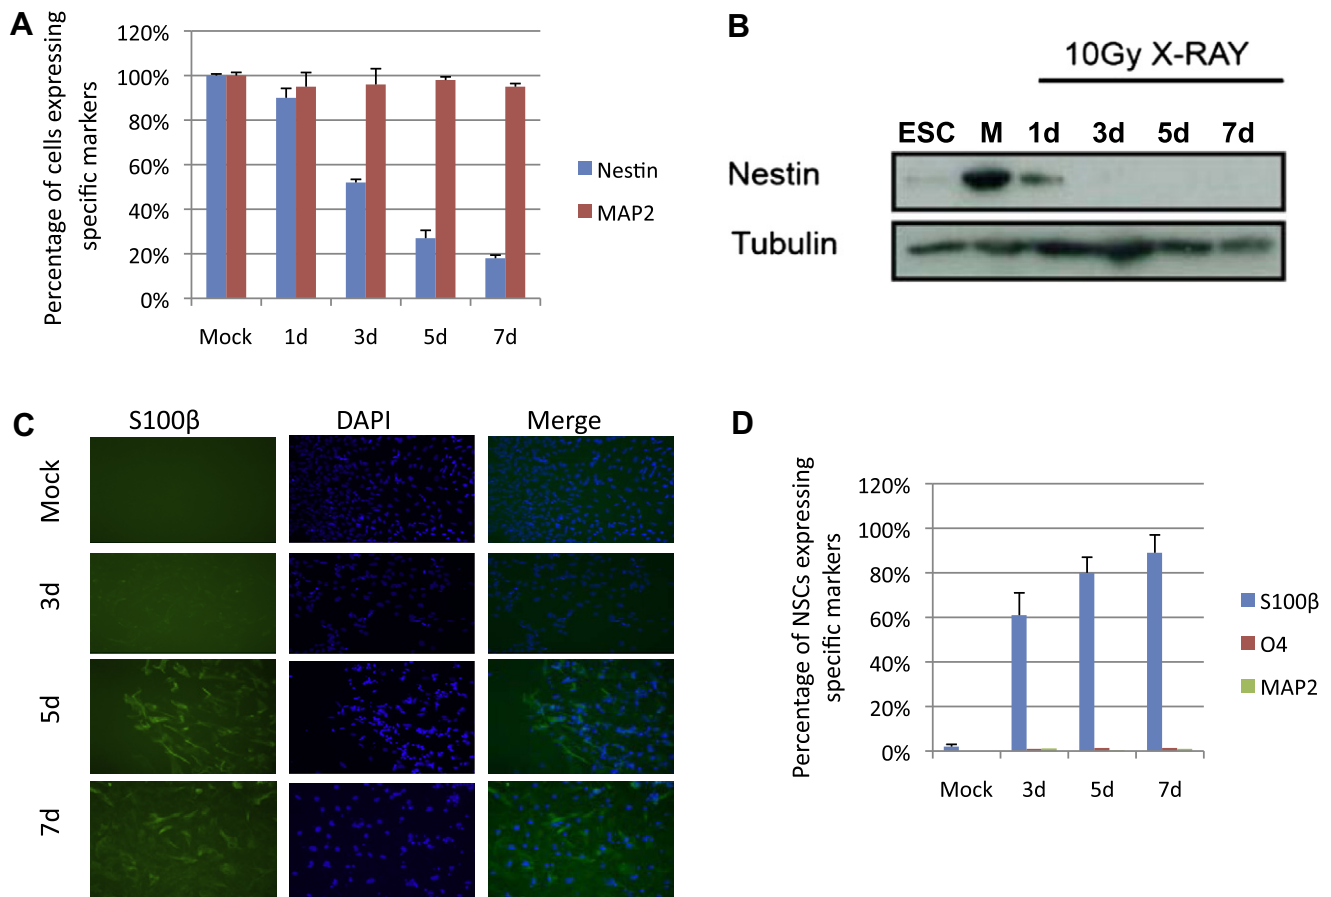 A
Percentage of cells expressing
specific markers
120%
100%
80%
60%
40%
20%
0%
Mock 1d 3d 5d 7d
Nestin
MAP2
B
10Gy X-RAY
ESC M 1d 3d 5d 7d
Nestin
Tubulin
C
S100β DAPI Merge
Mock
3d
5d
7d
D
Percentage of NSCs expressing
specific markers
120%
100%
80%
60%
40%
20%
0%
Mock 3d 5d 7d
S100β
O4
MAP2